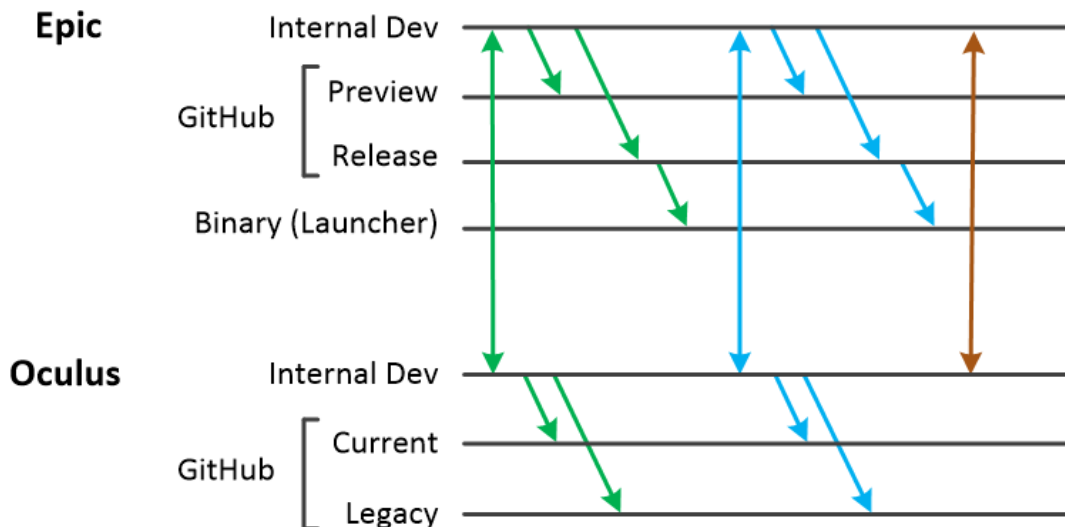 Epic
Internal Dev
GitHub
Preview
Release
Binary (Launcher)
Oculus
Internal Dev
GitHub
Current
Legacy